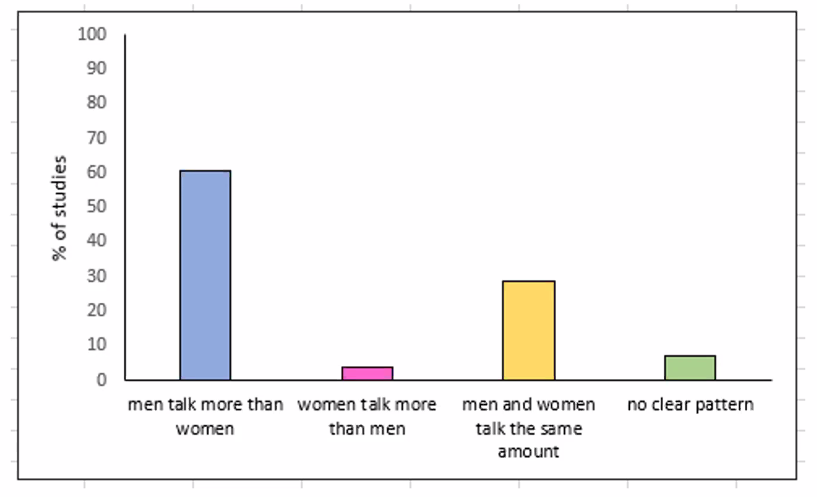 100
90
80
70
60
50
40
30
20
10
0
% of studies
men talk more than
women
women talk more
than men
men and women
talk the same
amount
no clear pattern